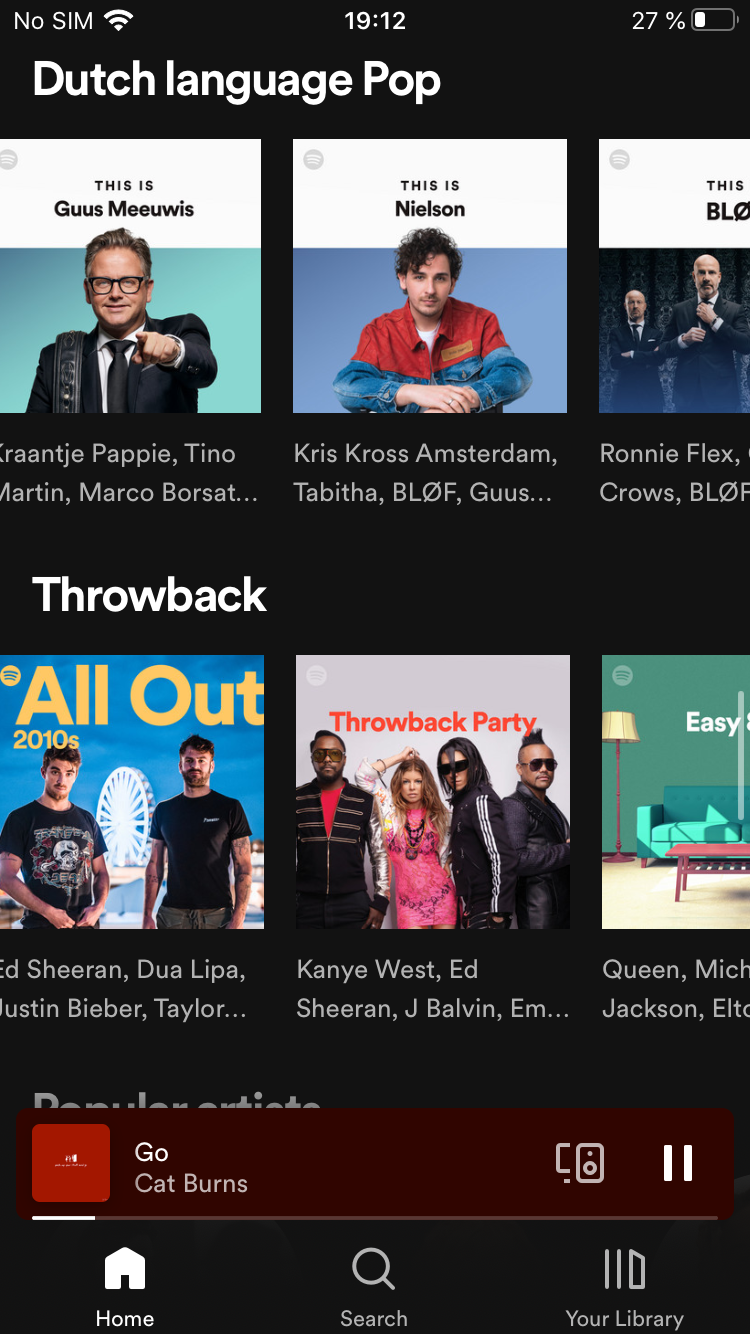 No SIM 19:12 27 %
Dutch language Pop
THIS IS
Guus Meeuwis
THIS IS
Nielson
THIS
BLØ
Kraantje Pappie, Tino
Martin, Marco Borsat...
Kris Kross Amsterdam,
Tabitha, BLØF, Guus...
Ronnie Flex,
Crows, BLØF
Throwback
All Out
2010s
Throwback Party
Easy
Ed Sheeran, Dua Lipa,
Justin Bieber, Taylor...
Kanye West, Ed
Sheeran, J Balvin, Em...
Queen, Mich
Jackson, Elto
Popular artists
Go
Cat Burns
Home
Search
Your Library